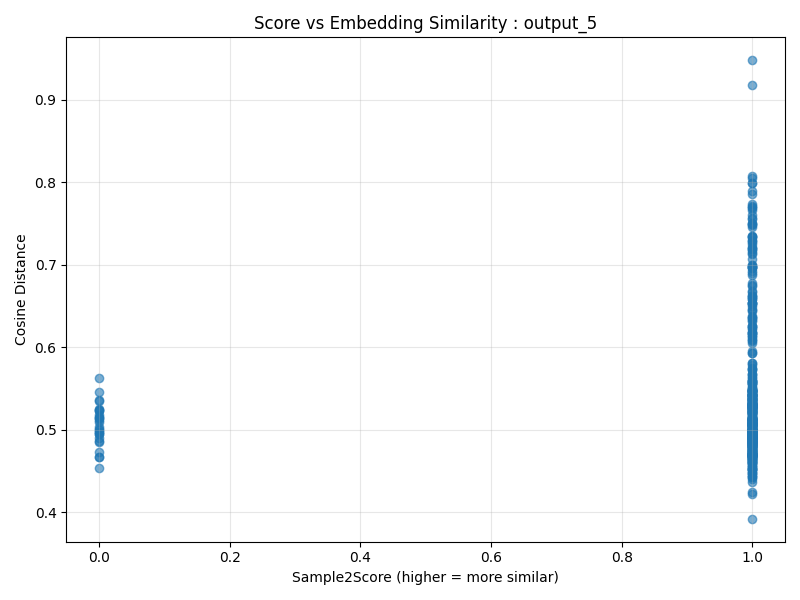 Score vs Embedding Similarity : output_5
Cosine Distance
0.9
0.8
0.7
0.6
0.5
0.4
0.0 0.2 0.4 0.6 0.8 1.0
Sample2Score (higher = more similar)